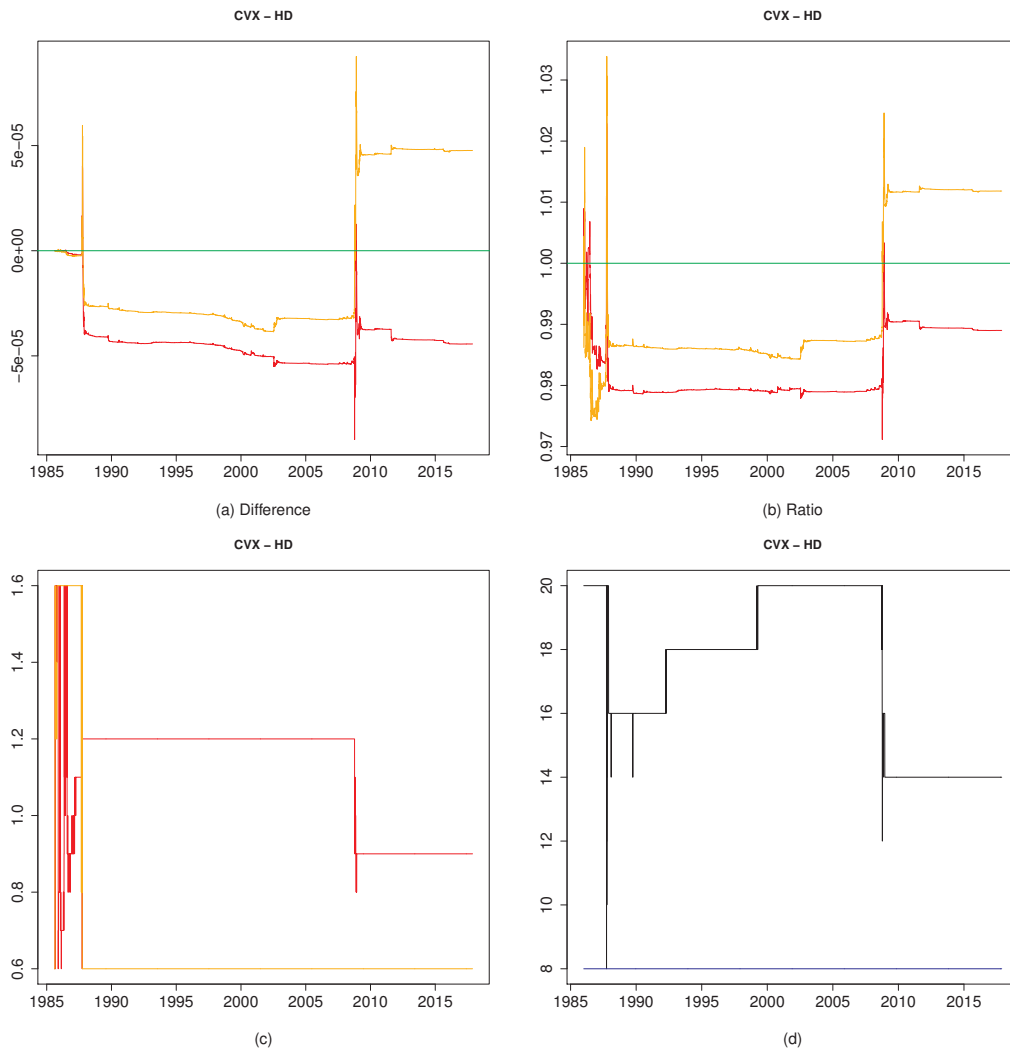 CVX − HD
5e−05
0e+00
−5e−05
1985 1990 1995 2000 2005 2010 2015
(a) Difference
CVX − HD
1.03
1.02
1.01
1.00
0.99
0.98
0.97
1985 1990 1995 2000 2005 2010 2015
(b) Ratio
CVX − HD
1.6
1.4
1.2
1.0
0.8
0.6
1985 1990 1995 2000 2005 2010 2015
(c)
CVX − HD
20
18
16
14
12
10
8
1985 1990 1995 2000 2005 2010 2015
(d)